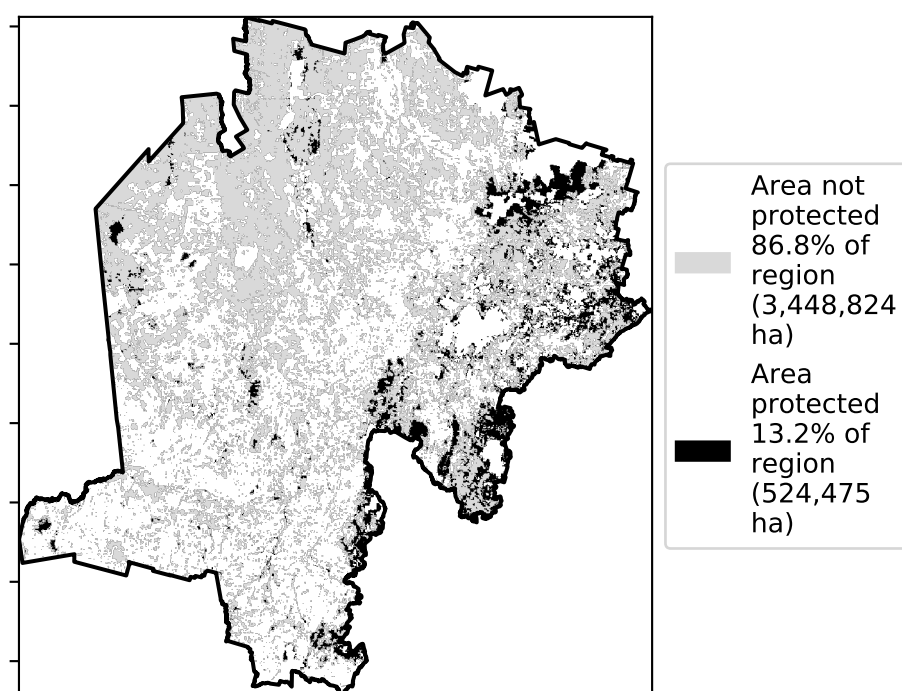 Area not
protected
86.8% of
region
(3,448,824
ha)
Area
protected
13.2% of
region
(524,475
ha)